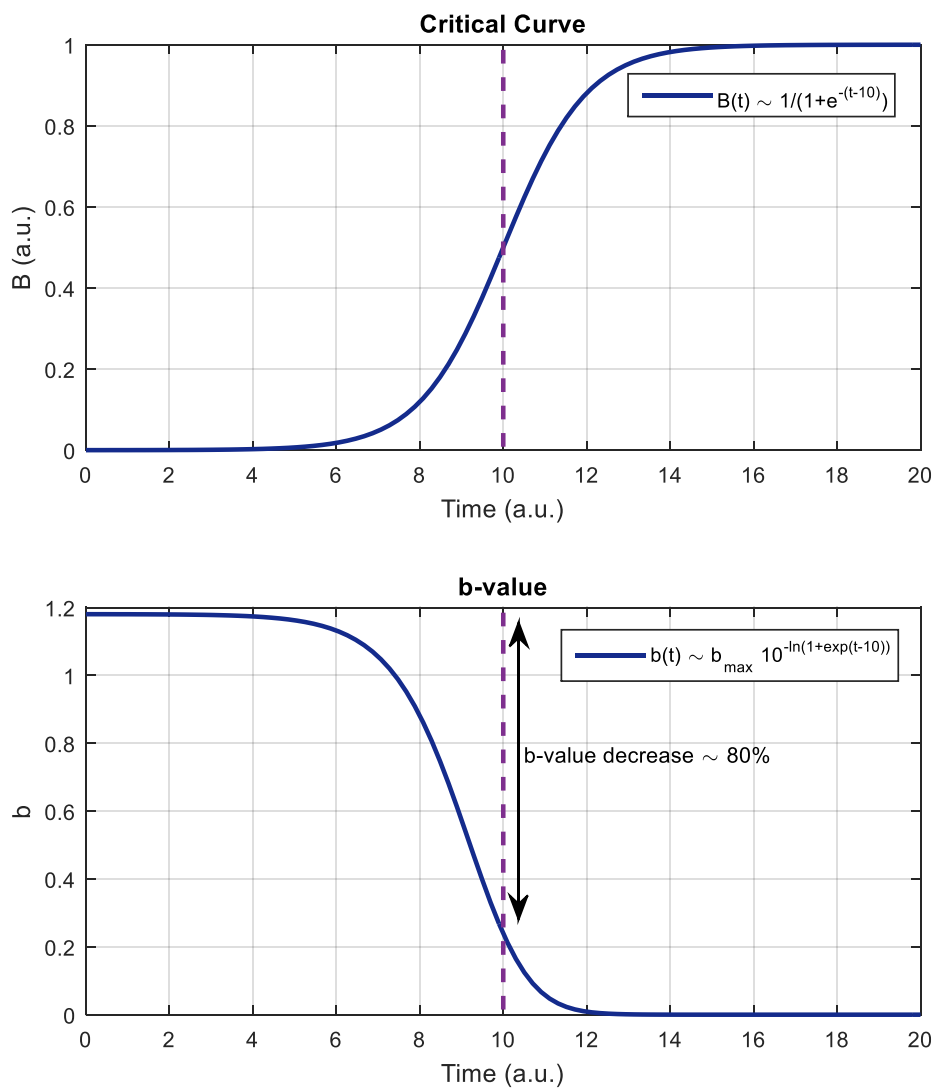 Critical Curve
1
0.8
0.6
0.4
0.2
0
B (a.u.)
B(t) ∼ 1/(1+e^-(t-10))
0 2 4 6 8 10 12 14 16 18 20
Time (a.u.)
b-value
1.2
1
0.8
0.6
0.4
0.2
0
b
b(t) ∼ b_max 10^-ln(1+exp(t-10))
b-value decrease ∼ 80%
0 2 4 6 8 10 12 14 16 18 20
Time (a.u.)